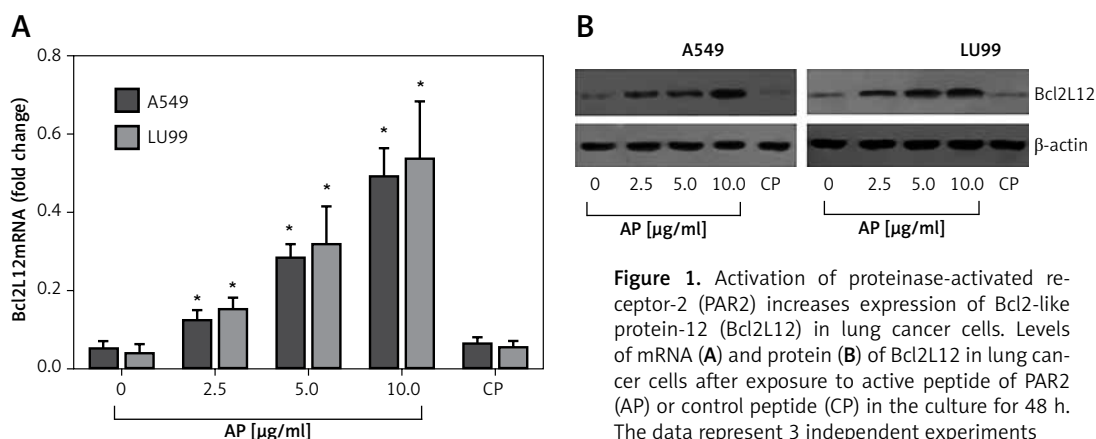 A
Bcl2L12mRNA (fold change)
0.8
0.6
0.4
0.2
0.0
A549
LU99
* * * * * *
0 2.5 5.0 10.0 CP
AP [µg/ml]
B
A549 LU99
Bcl2L12
β-actin
0 2.5 5.0 10.0 CP 0 2.5 5.0 10.0 CP
AP [µg/ml] AP [µg/ml]
Figure 1. Activation of proteinase-activated re-
ceptor-2 (PAR2) increases expression of Bcl2-like
protein-12 (Bcl2L12) in lung cancer cells. Levels
of mRNA (A) and protein (B) of Bcl2L12 in lung can-
cer cells after exposure to active peptide of PAR2
(AP) or control peptide (CP) in the culture for 48 h.
The data represent 3 independent experiments